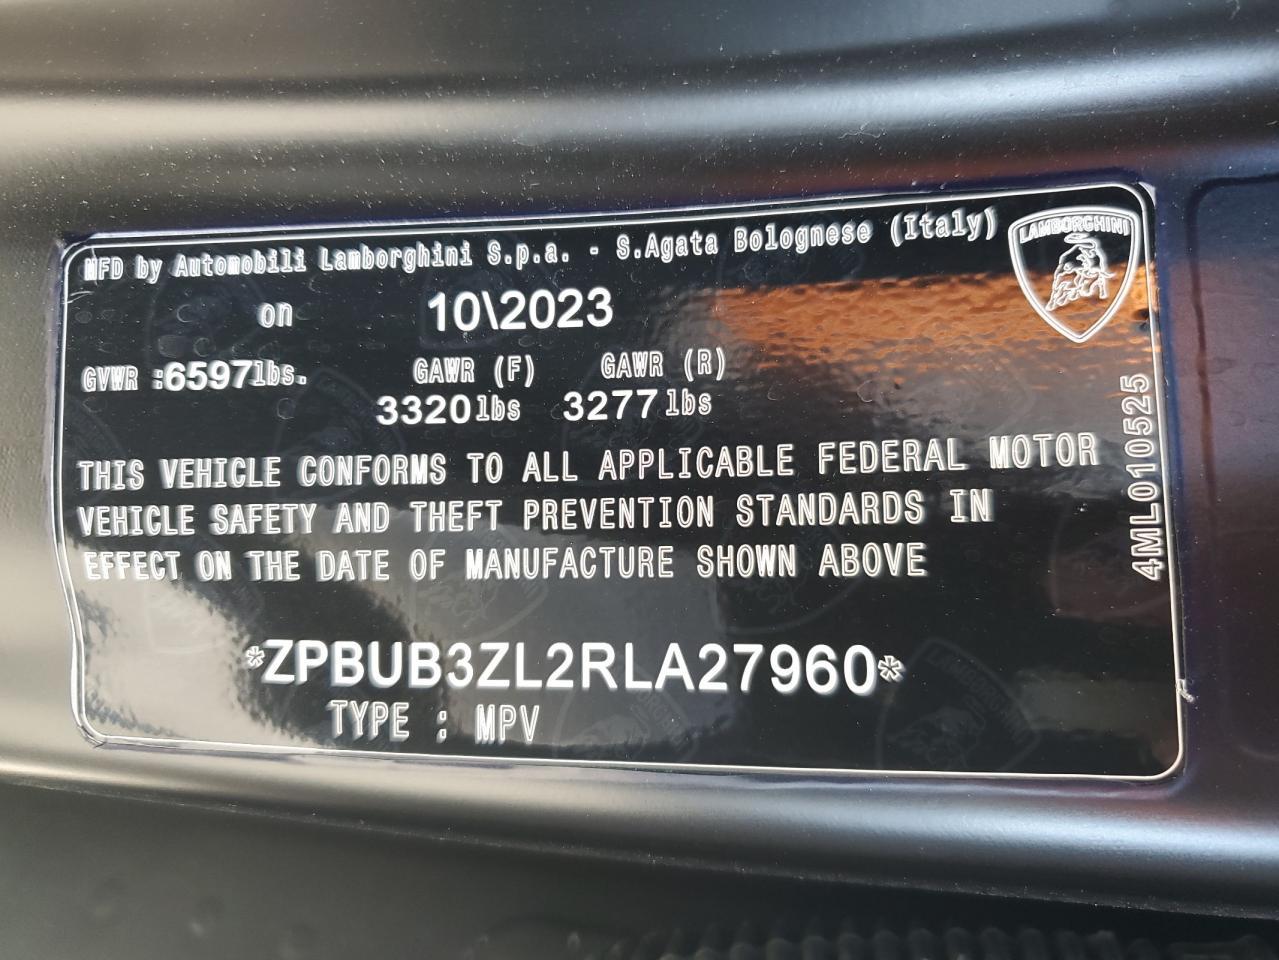 MFD by Automobili Lamborghini S.p.a. - S.Agata Bolognese (Italy)
LAMBORGHINI
on 10\2023
GVWR :6597lbs. GAWR (F) GAWR (R)
3320lbs 3277lbs
THIS VEHICLE CONFORMS TO ALL APPLICABLE FEDERAL MOTOR
VEHICLE SAFETY AND THEFT PREVENTION STANDARDS IN
EFFECT ON THE DATE OF MANUFACTURE SHOWN ABOVE
4ML010525
*ZPBUB3ZL2RLA27960*
TYPE : MPV